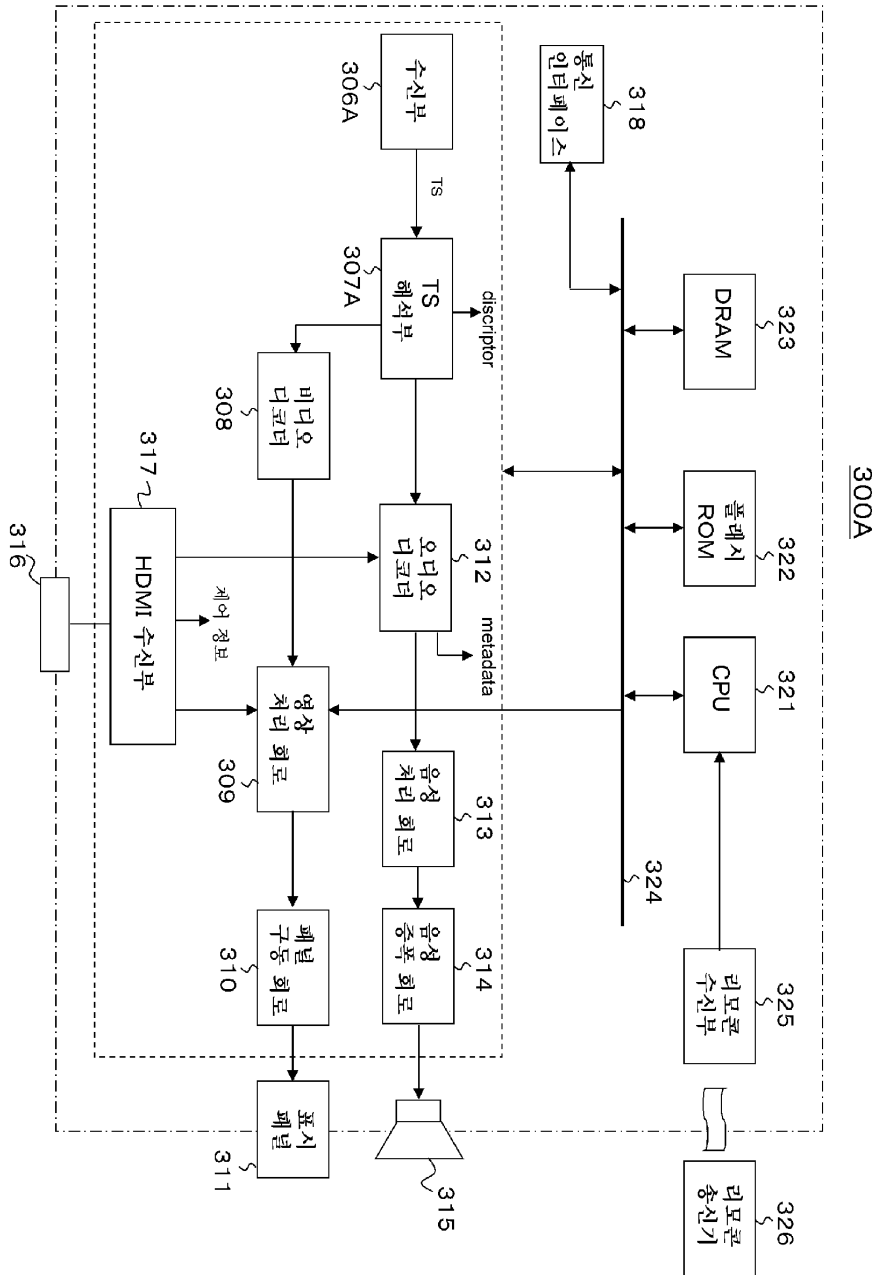 300A
323
DRAM
322
플래시
ROM
321
CPU
325
리모콘
수신부
326
리모콘
송신기
318
통신
인터페이스
324
306A
수신부
TS
307A
TS
해석부
discriptor
312
오디오
디코더
metadata
313
음성
처리 회로
314
음성
증폭 회로
315
308
비디오
디코더
309
영상
처리 회로
310
패널
구동 회로
311
표시
패널
317
HDMI 수신부
제어 정보
316